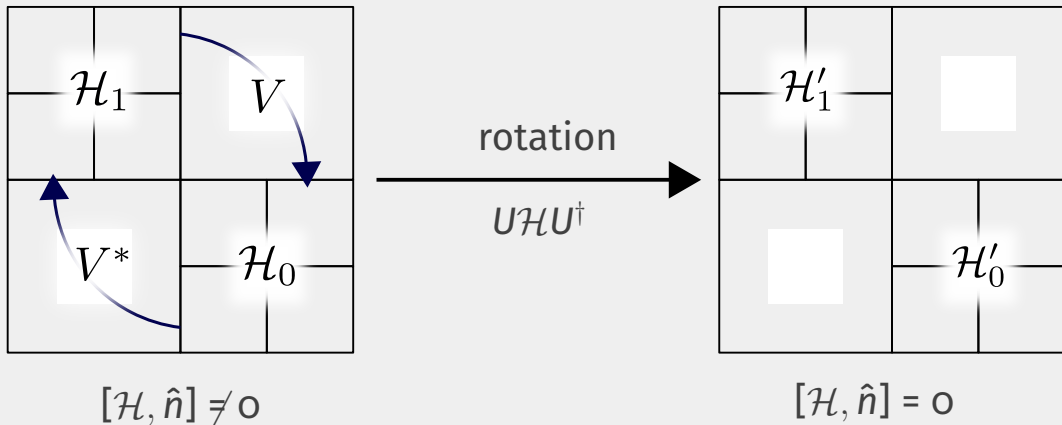 ℋ₁
V
V*
ℋ₀
[ℋ, n̂] ≠ 0
rotation
UℋU†
ℋ′₁
ℋ′₀
[ℋ, n̂] = 0